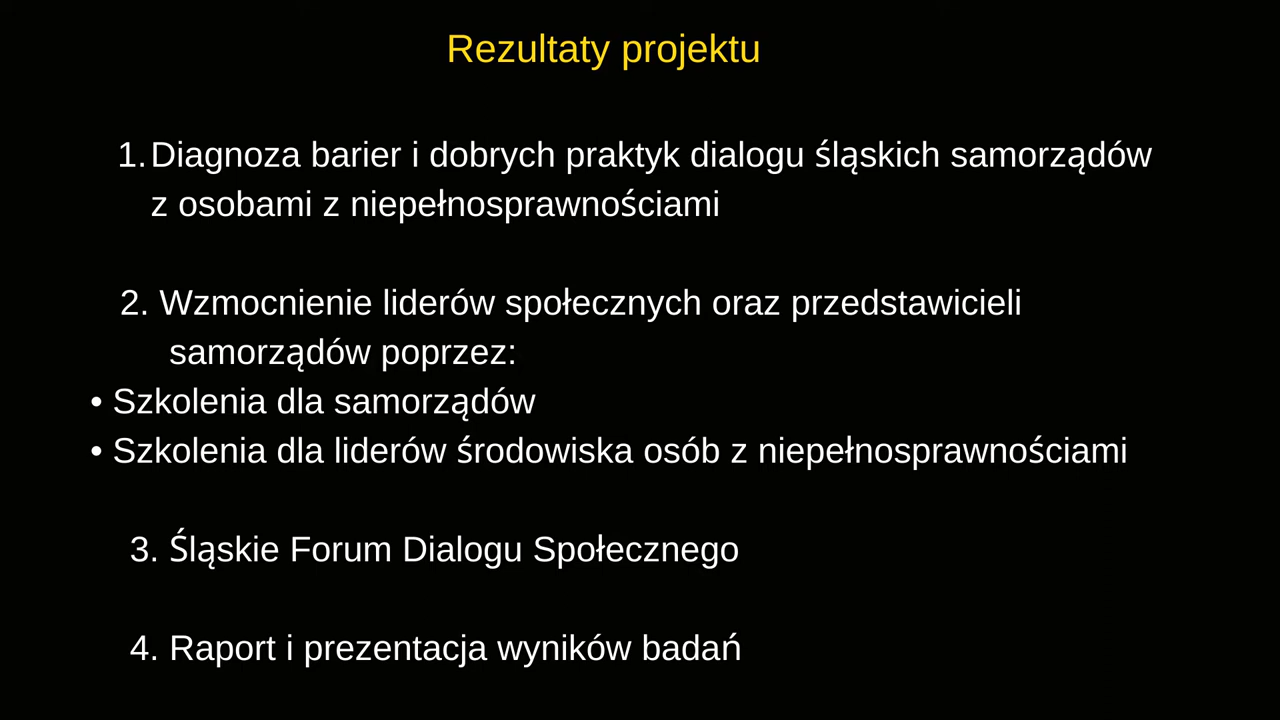 Rezultaty projektu
1. Diagnoza barier i dobrych praktyk dialogu śląskich samorządów
z osobami z niepełnosprawnościami
2. Wzmocnienie liderów społecznych oraz przedstawicieli
samorządów poprzez:
• Szkolenia dla samorządów
• Szkolenia dla liderów środowiska osób z niepełnosprawnościami
3. Śląskie Forum Dialogu Społecznego
4. Raport i prezentacja wyników badań